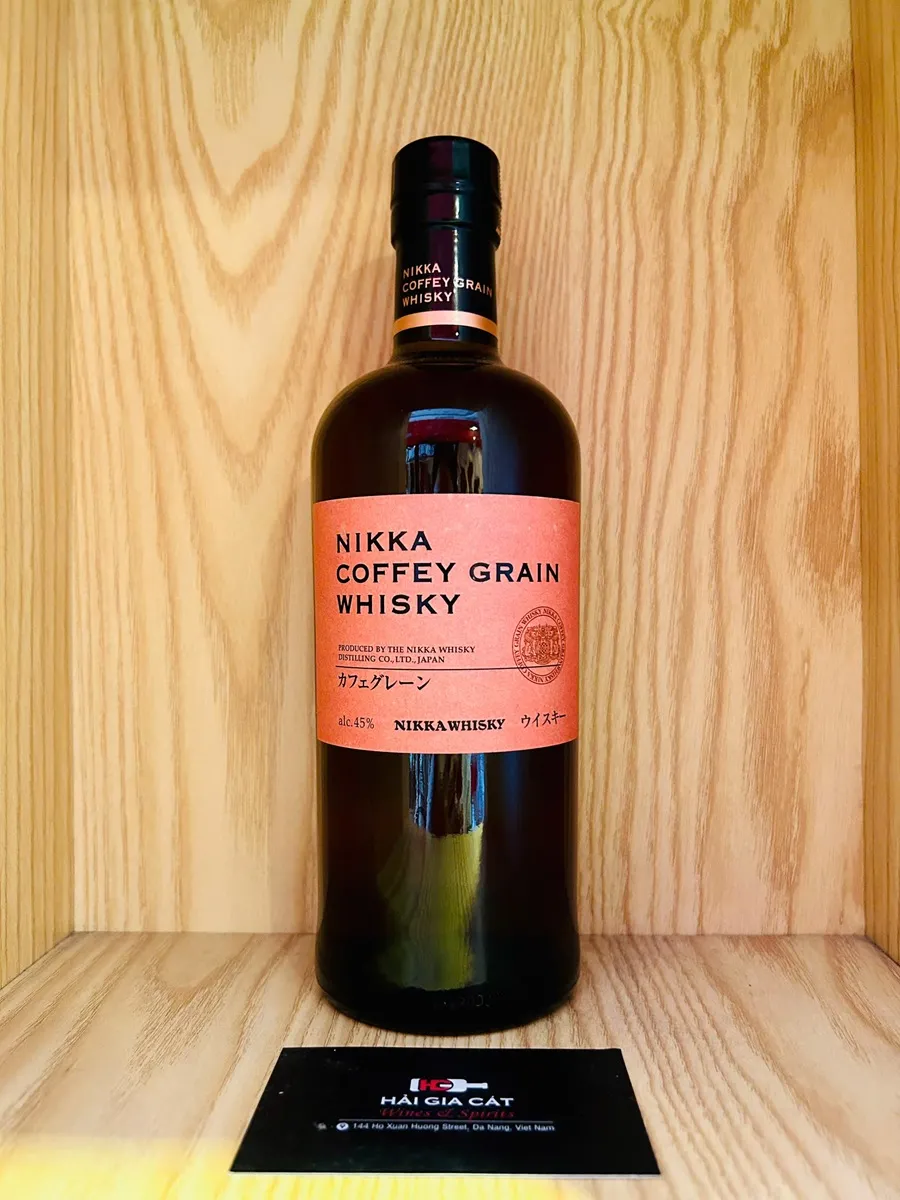 NIKKA
COFFEY GRAIN
WHISKY
NIKKA
COFFEY GRAIN
WHISKY
PRODUCED BY THE NIKKA WHISKY
DISTILLING CO., LTD., JAPAN
カフェグレーン
alc.45% NIKKAWHISKY ウイスキー
HẢI GIA CÁT
Wines & Spirits
144 Ho Xuan Huong Street, Da Nang, Viet Nam